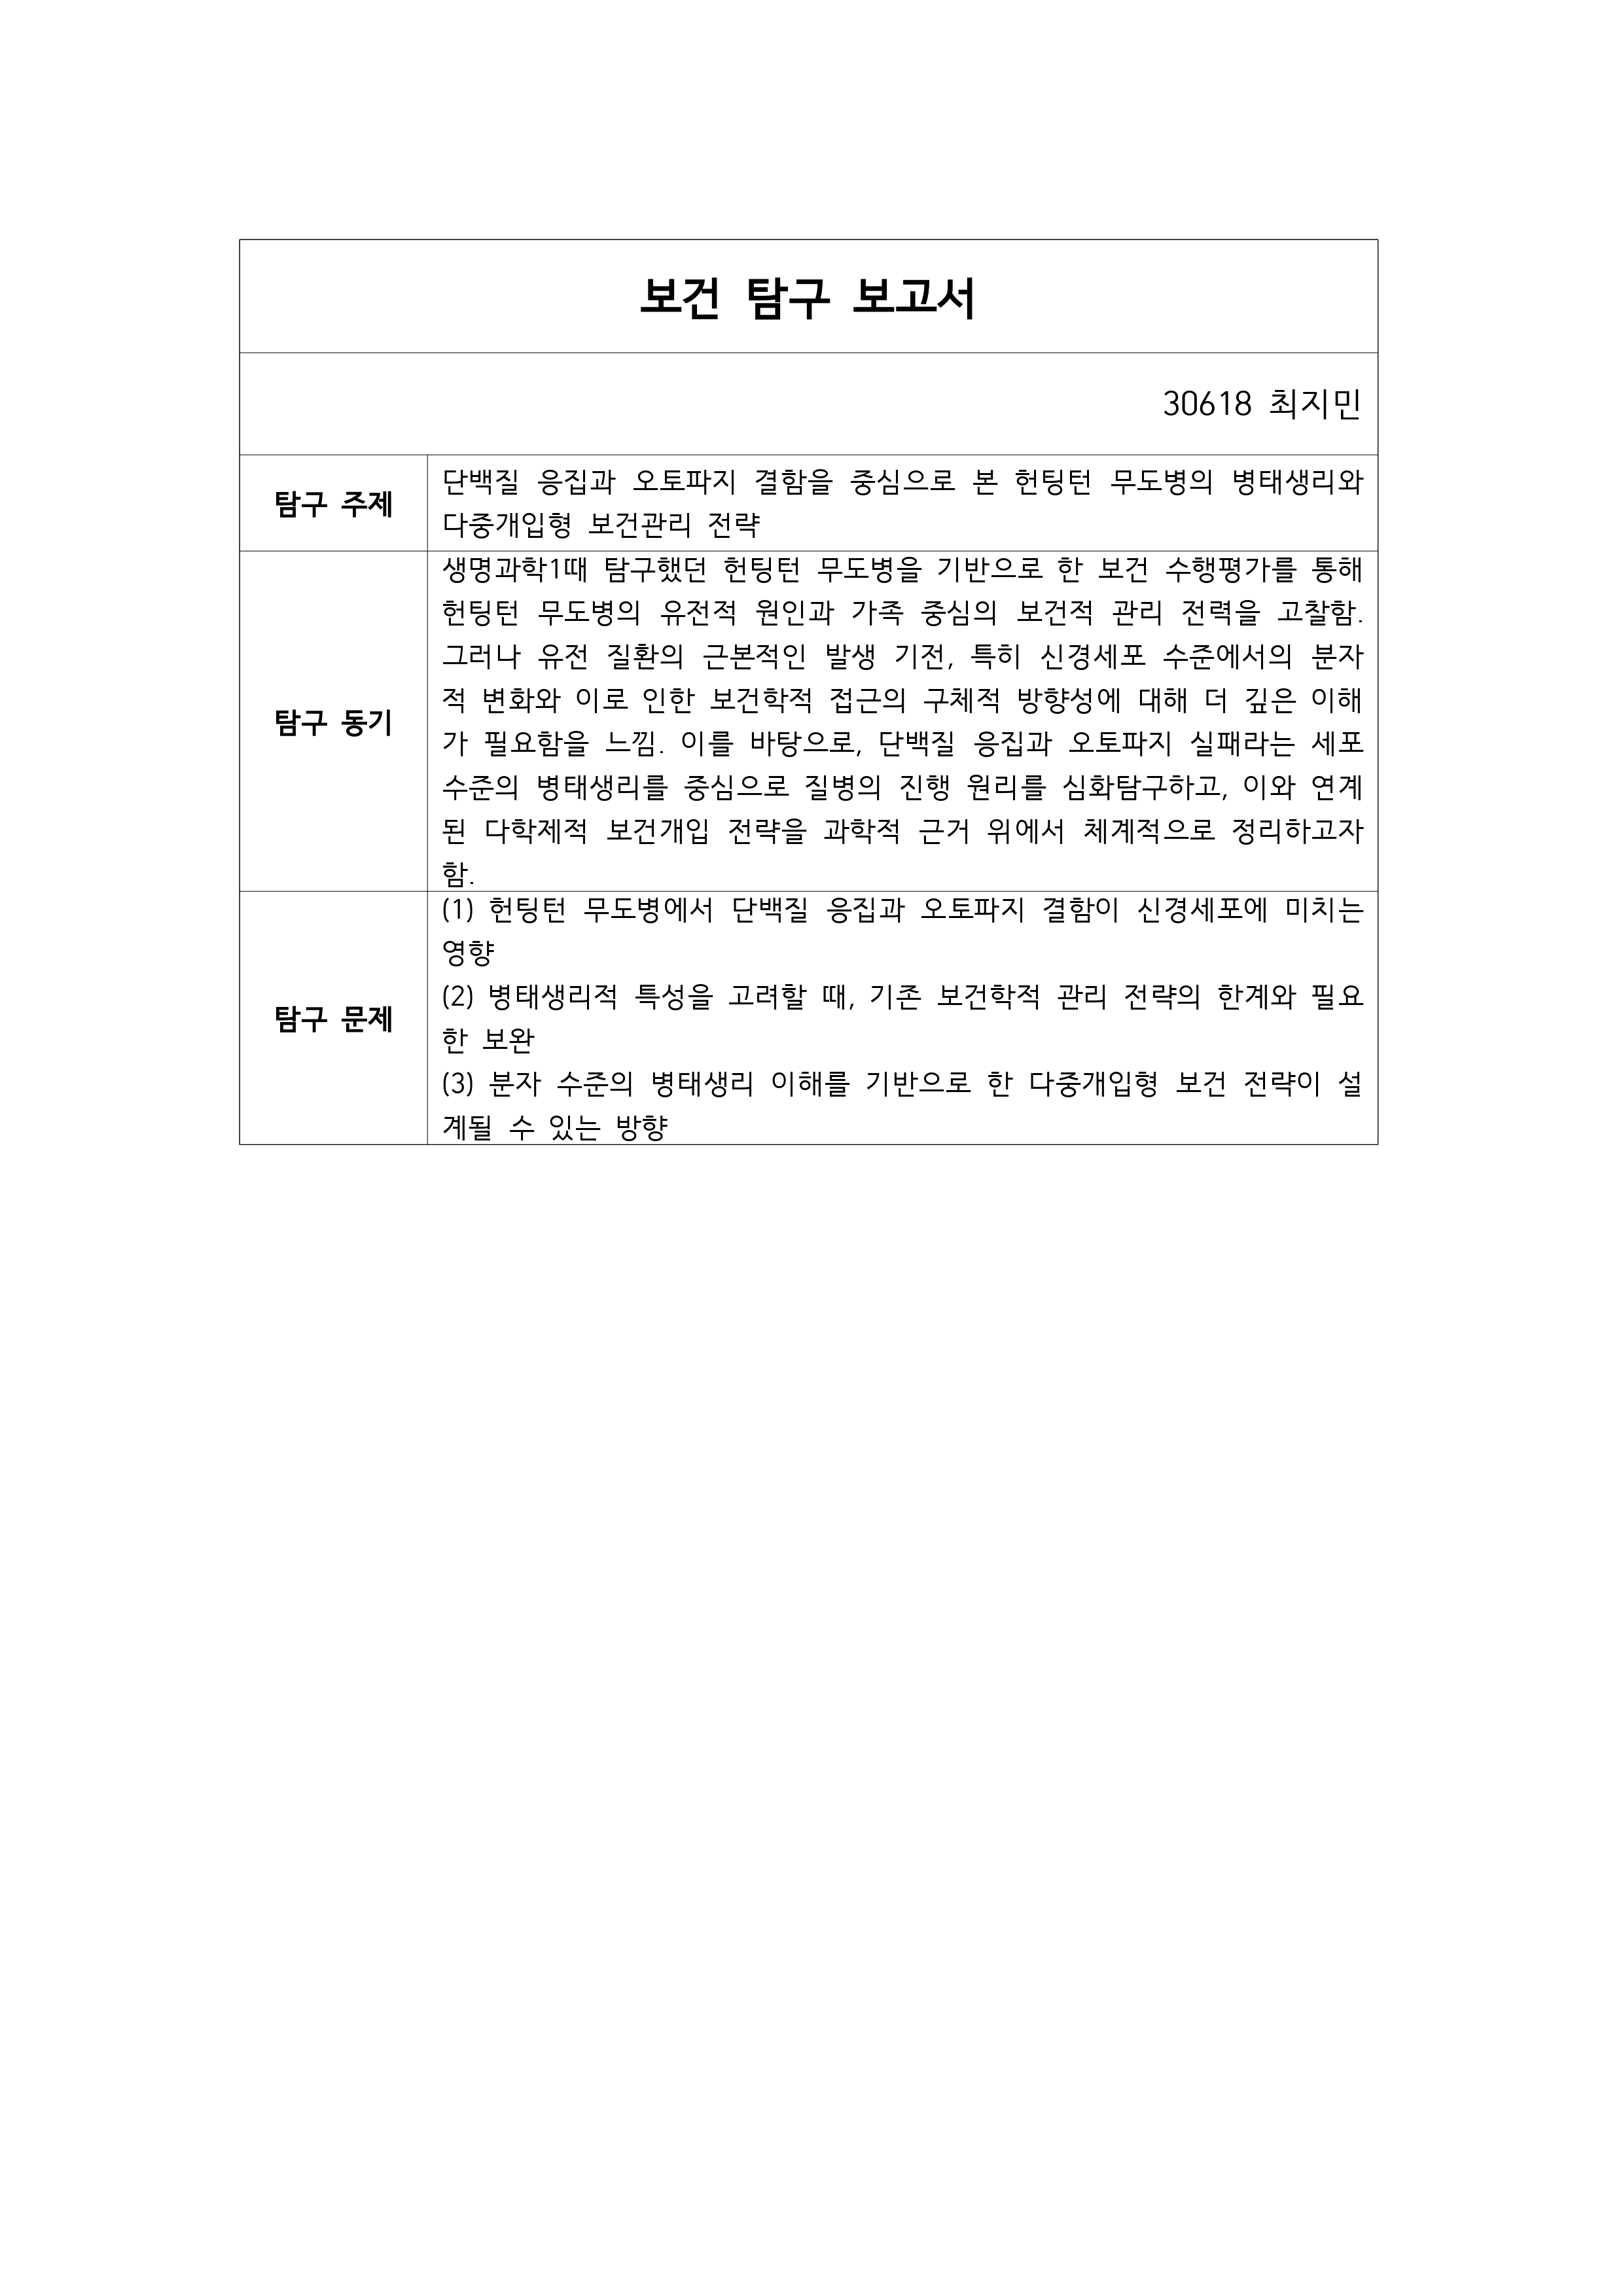 보건 탐구 보고서
30618 최지민
탐구 주제
단백질 응집과 오토파지 결함을 중심으로 본 헌팅턴 무도병의 병태생리와
다중개입형 보건관리 전략
탐구 동기
생명과학1때 탐구했던 헌팅턴 무도병을 기반으로 한 보건 수행평가를 통해
헌팅턴 무도병의 유전적 원인과 가족 중심의 보건적 관리 전력을 고찰함.
그러나 유전 질환의 근본적인 발생 기전, 특히 신경세포 수준에서의 분자
적 변화와 이로 인한 보건학적 접근의 구체적 방향성에 대해 더 깊은 이해
가 필요함을 느낌. 이를 바탕으로, 단백질 응집과 오토파지 실패라는 세포
수준의 병태생리를 중심으로 질병의 진행 원리를 심화탐구하고, 이와 연계
된 다학제적 보건개입 전략을 과학적 근거 위에서 체계적으로 정리하고자
함.
탐구 문제
(1) 헌팅턴 무도병에서 단백질 응집과 오토파지 결함이 신경세포에 미치는
영향
(2) 병태생리적 특성을 고려할 때, 기존 보건학적 관리 전략의 한계와 필요
한 보완
(3) 분자 수준의 병태생리 이해를 기반으로 한 다중개입형 보건 전략이 설
계될 수 있는 방향